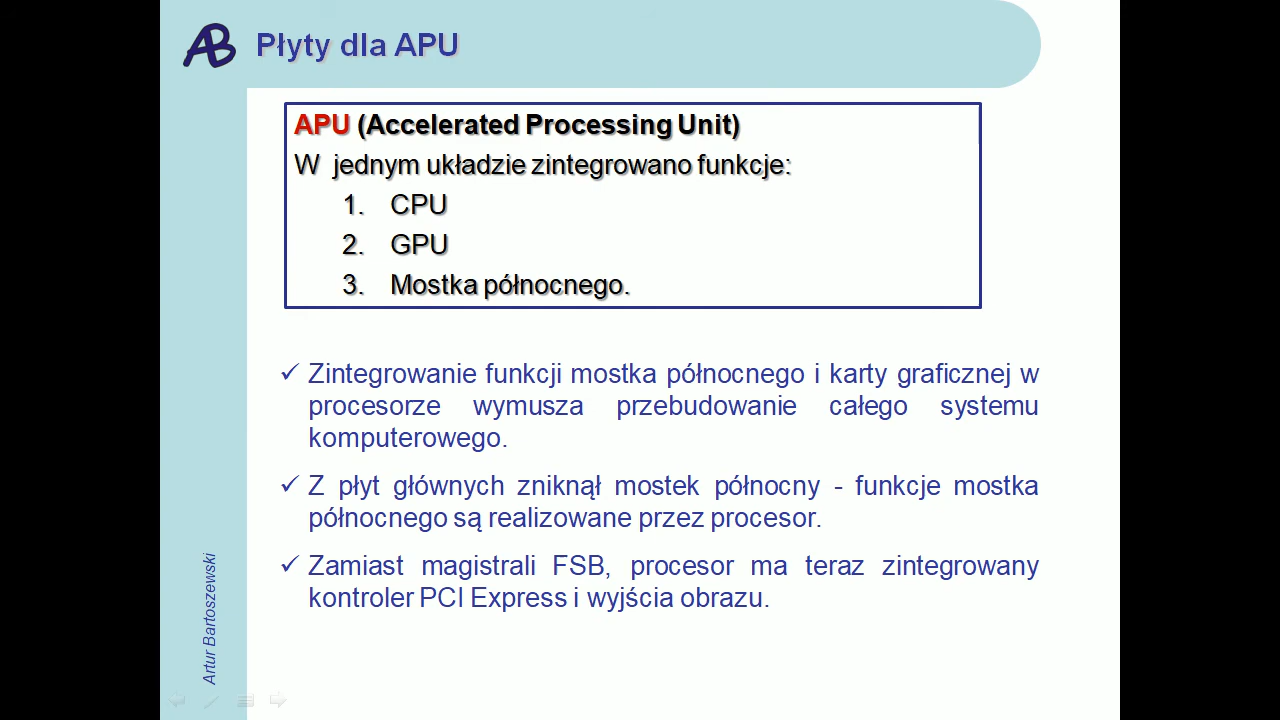 AB Płyty dla APU
APU (Accelerated Processing Unit)
W jednym układzie zintegrowano funkcje:
1. CPU
2. GPU
3. Mostka północnego.
✓ Zintegrowanie funkcji mostka północnego i karty graficznej w
procesorze wymusza przebudowanie całego systemu
komputerowego.
✓ Z płyt głównych zniknął mostek północny - funkcje mostka
północnego są realizowane przez procesor.
✓ Zamiast magistrali FSB, procesor ma teraz zintegrowany
kontroler PCI Express i wyjścia obrazu.
Artur Bartoszewski